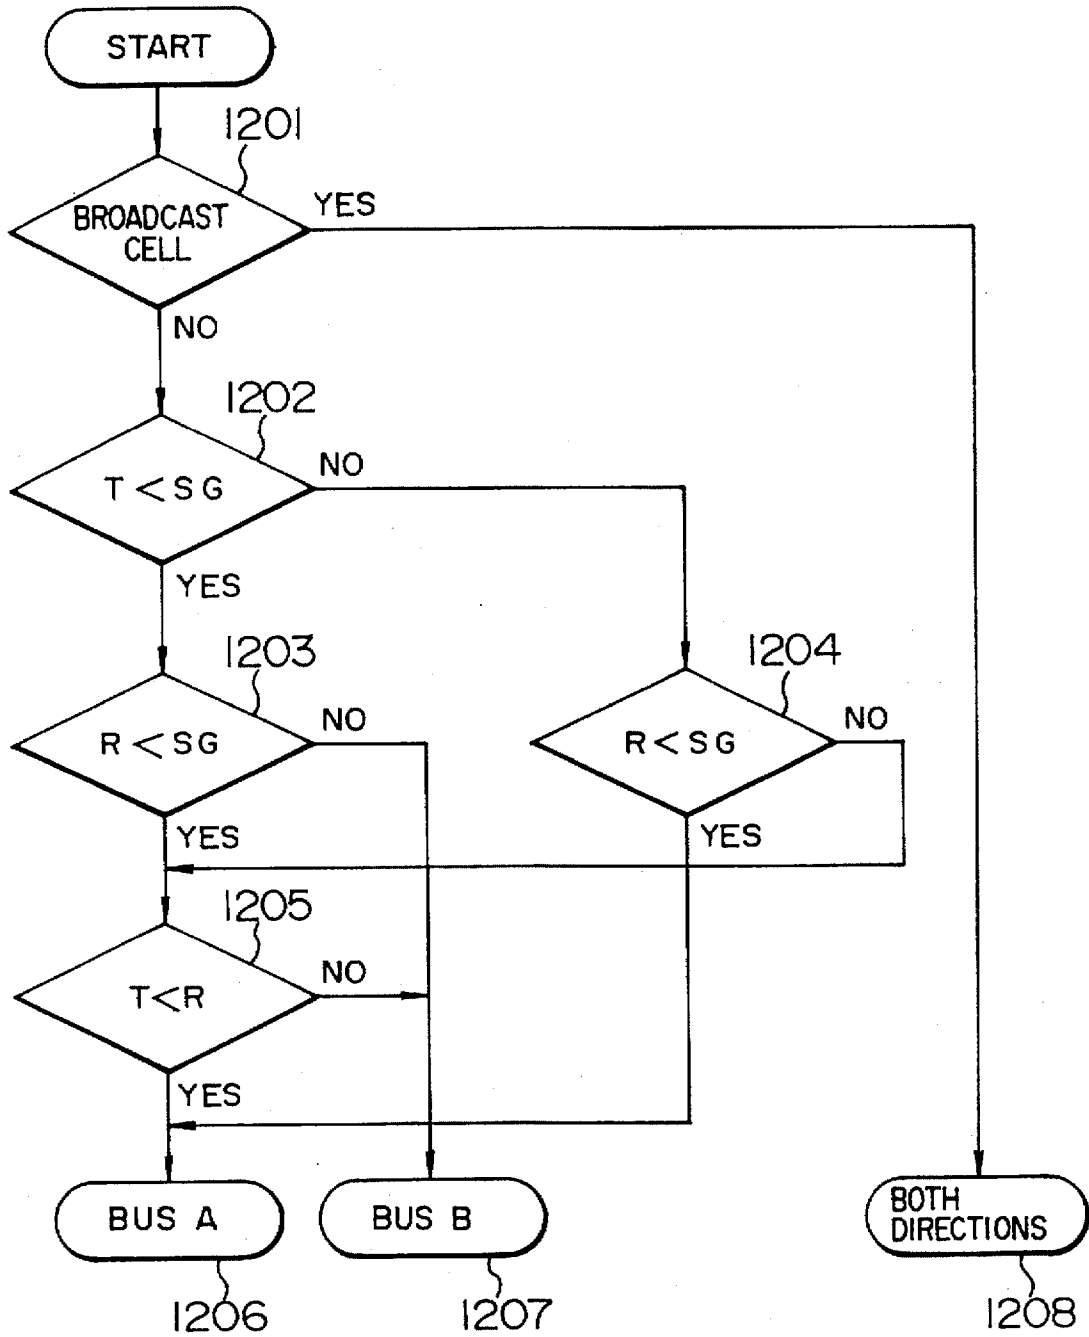 START
1201
BROADCAST
CELL
YES
NO
1202
T < SG
NO
YES
1203
R < SG
NO
YES
1204
R < SG
NO
YES
1205
T<R
NO
YES
BUS A
BUS B
BOTH
DIRECTIONS
1206
1207
1208